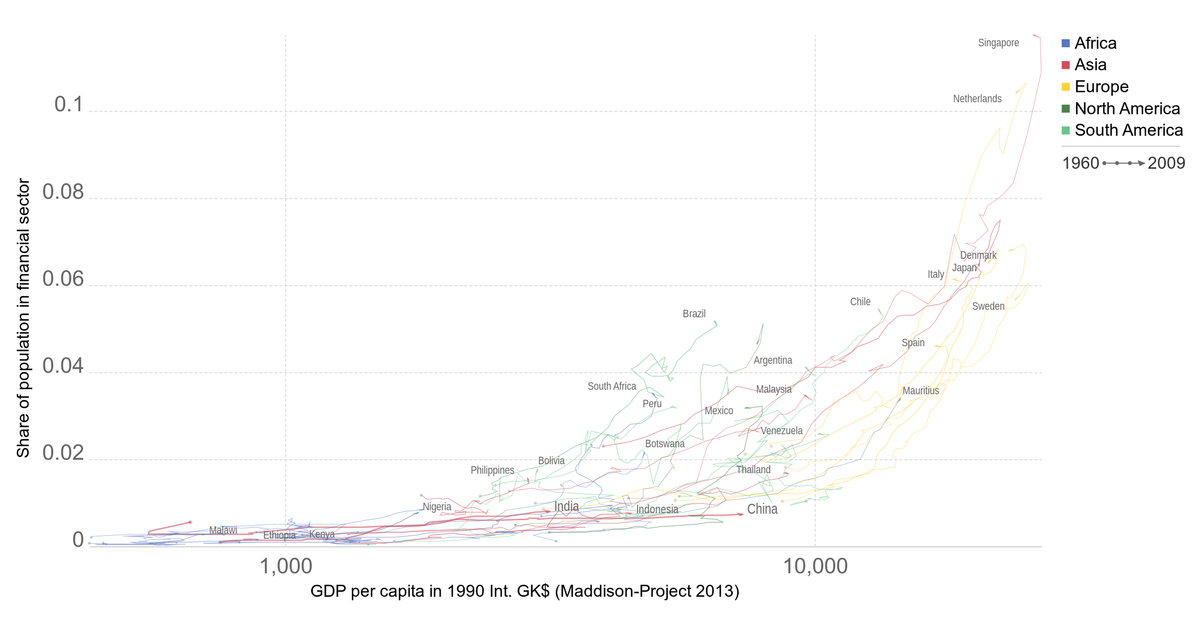 Singapore
Africa
Asia
Netherlands
Europe
0.1
North America
South America
1960
2009
0.08
Share of population in financial sector
Denmark
Japan
Italy
0.06
Chile
Sweden
Brazil
Spain
Argentina
0.04
South Africa
Malaysia
Mauritius
Peru
Mexico
Venezuela
Botswana
0.02
Bolivia
Philippines
Thailand
Nigeria
India
Indonesia
China
Malawi
Ethiopia
Kenya
0
1,000
10,000
GDP per capita in 1990 Int. GK$ (Maddison-Project 2013)